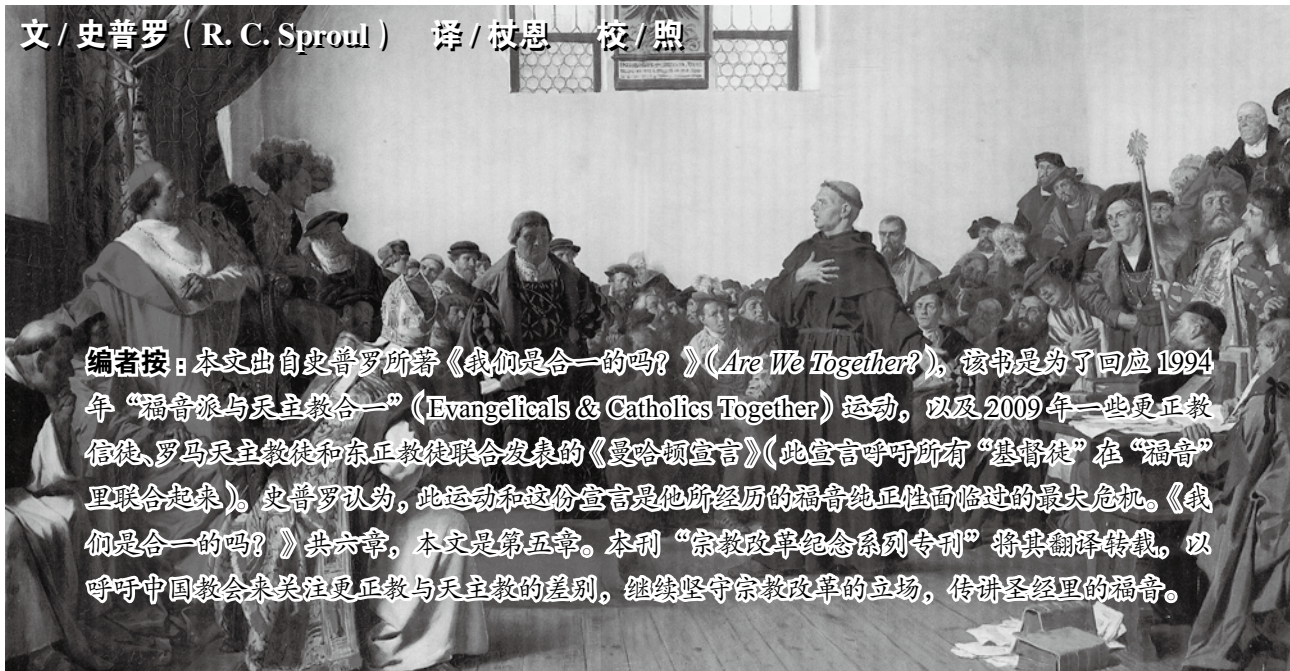 文 / 史普罗（R. C. Sproul） 译 / 杖恩 校 / 煦
编者按：本文出自史普罗所著《我们是合一的吗？》（Are We Together?），该书是为了回应 1994
年“福音派与天主教合一”（Evangelicals & Catholics Together）运动，以及 2009 年一些更正教
信徒、罗马天主教徒和东正教徒联合发表的《曼哈顿宣言》（此宣言呼吁所有“基督徒”在“福音”
里联合起来）。史普罗认为，此运动和这份宣言是他所经历的福音纯正性面临过的最大危机。《我
们是合一的吗？》共六章，本文是第五章。本刊“宗教改革纪念系列专刊”将其翻译转载，以
呼吁中国教会来关注更正教与天主教的差别，继续坚守宗教改革的立场，传讲圣经里的福音。